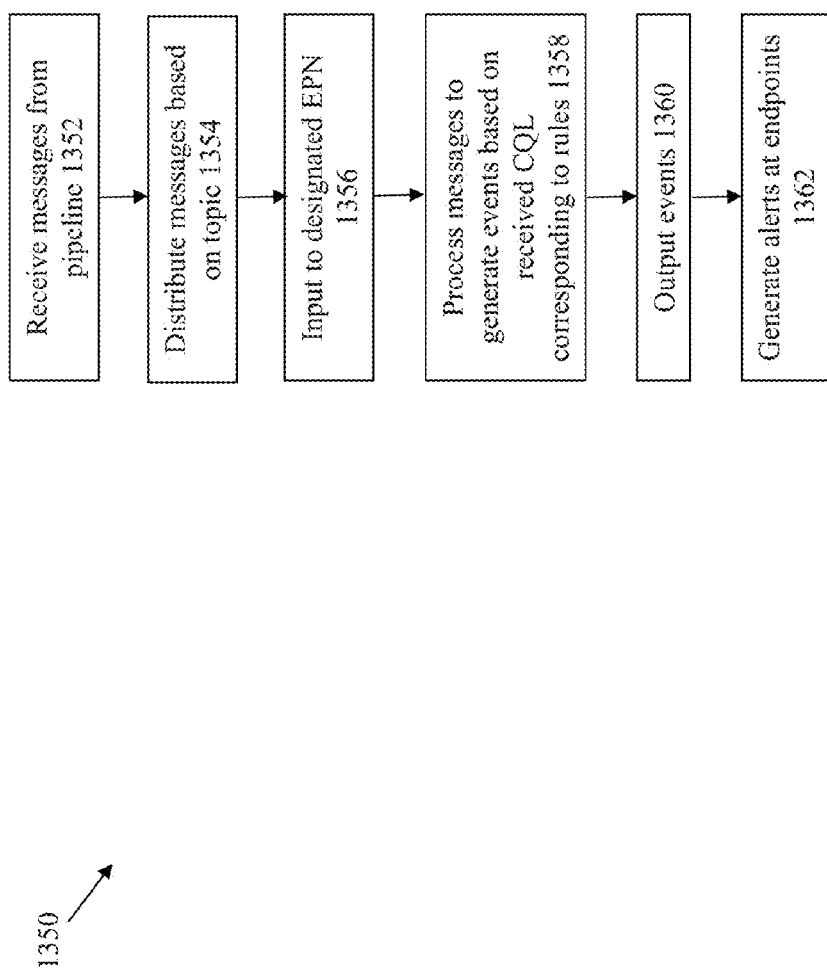 1350
Receive messages from
pipeline 1352
Distribute messages based
on topic 1354
Input to designated EPN
1356
Process messages to
generate events based on
received CQL
corresponding to rules 1358
Output events 1360
Generate alerts at endpoints
1362